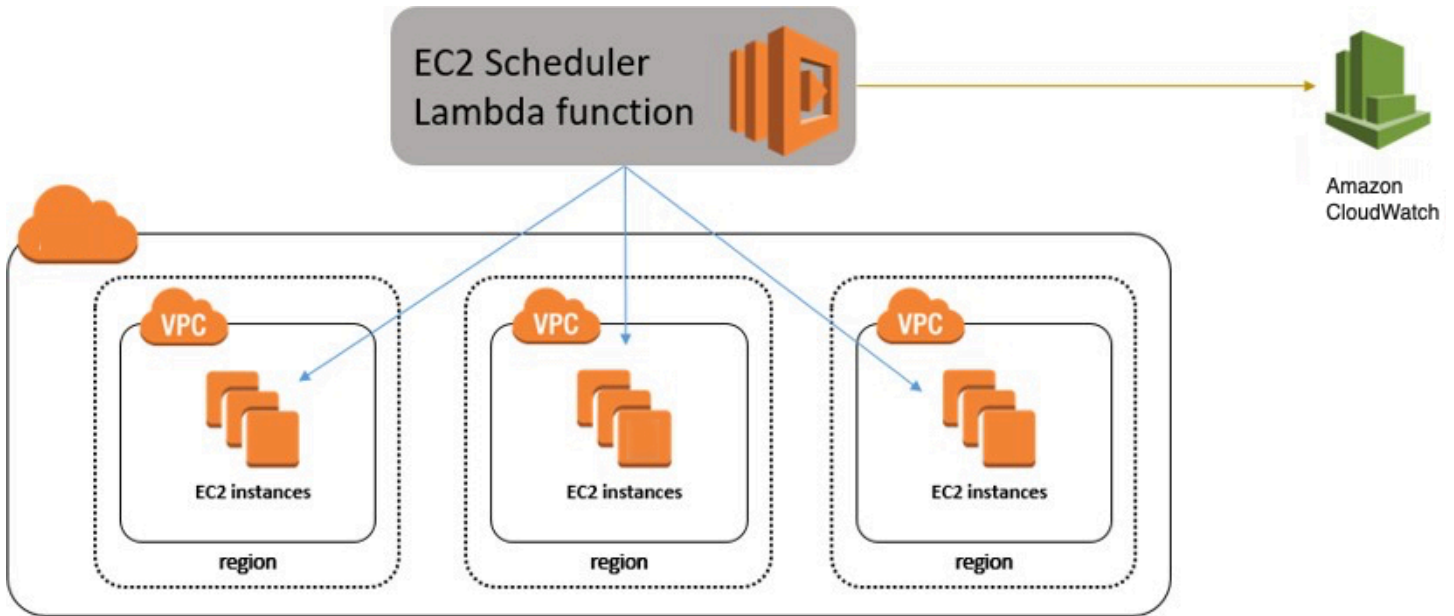 EC2 Scheduler
Lambda function
Amazon
CloudWatch
VPC
VPC
VPC
EC2 instances
EC2 instances
EC2 instances
region
region
region